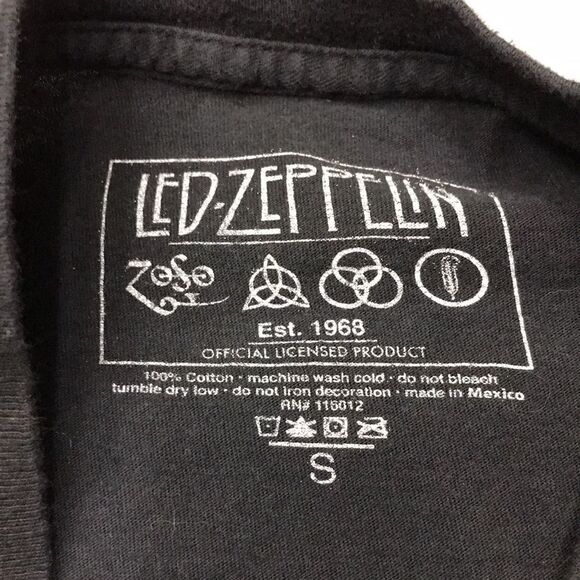 LED-ZEPPELIN
ZoSo
Est. 1968
OFFICIAL LICENSED PRODUCT
100% Cotton · machine wash cold · do not bleach
tumble dry low · do not iron decoration · made in Mexico
RN# 115012
S